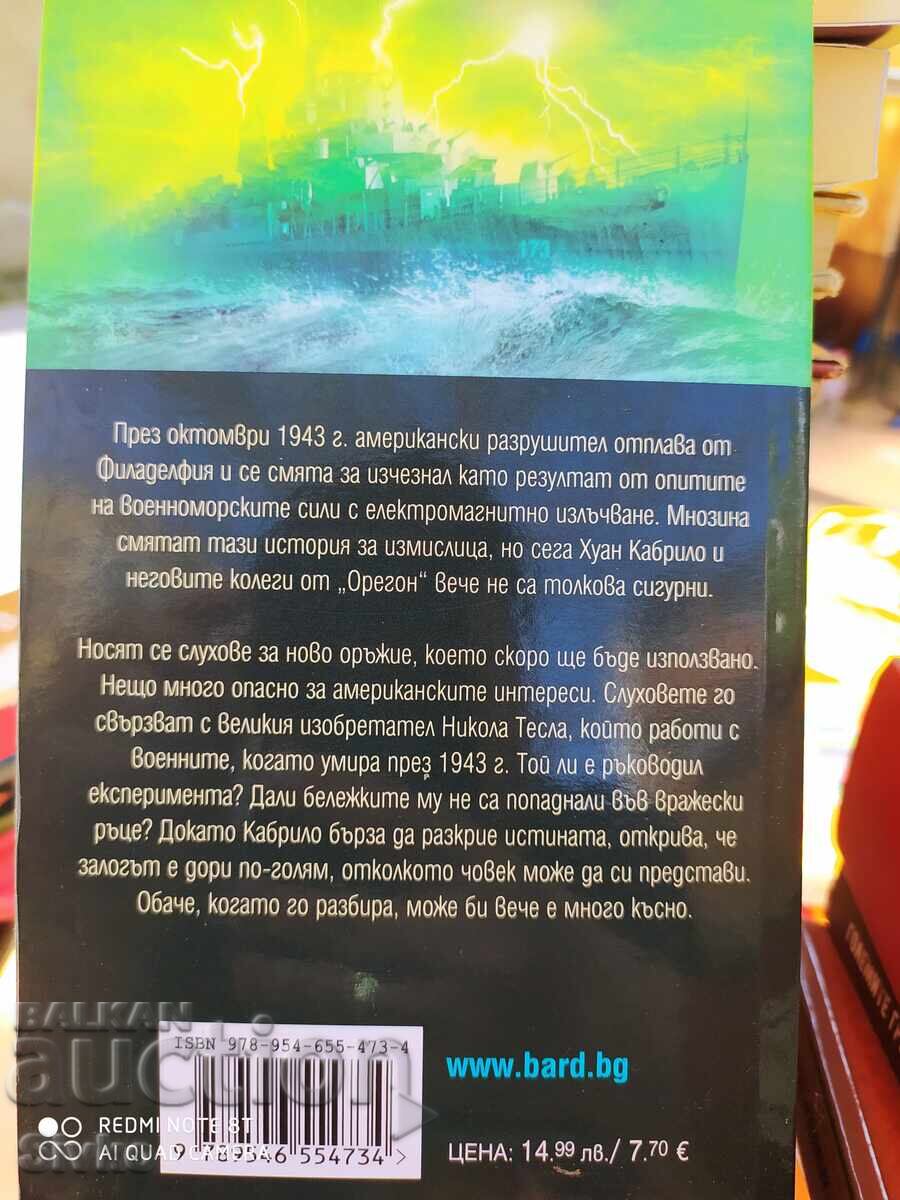 173
През октомври 1943 г. американски разрушител отплава от
Филаделфия и се смята за изчезнал като резултат от опитите
на военноморските сили с електромагнитно излъчване. Мнозина
смятат тази история за измислица, но сега Хуан Кабрило и
неговите колеги от „Орегон“ вече не са толкова сигурни.
Носят се слухове за ново оръжие, което скоро ще бъде използвано.
Нещо много опасно за американските интереси. Слуховете го
свързват с великия изобретател Никола Тесла, който работи с
военните, когато умира през 1943 г. Той ли е ръководил
експеримента? Дали бележките му не са попаднали във вражески
ръце? Докато Кабрило бърза да разкрие истината, открива, че
залогът е дори по-голям, отколкото човек може да си представи.
Обаче, когато го разбира, може би вече е много късно.
ISBN 978-954-655-473-4
www.bard.bg
9 789546 554734 >
ЦЕНА: 14.99 лв./ 7.70 €
BALKAN
auction
REDMI NOTE 8T
AI QUAD CAMERA
ГОЛЕМИТЕ